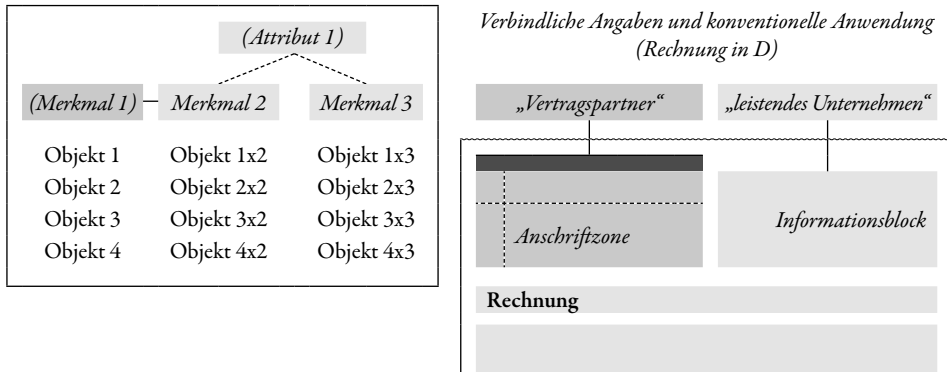 (Attribut 1)
(Merkmal 1) Merkmal 2 Merkmal 3
Objekt 1 Objekt 1x2 Objekt 1x3
Objekt 2 Objekt 2x2 Objekt 2x3
Objekt 3 Objekt 3x2 Objekt 3x3
Objekt 4 Objekt 4x2 Objekt 4x3
Verbindliche Angaben und konventionelle Anwendung
(Rechnung in D)
„Vertragspartner“ „leistendes Unternehmen“
Anschriftzone Informationsblock
Rechnung